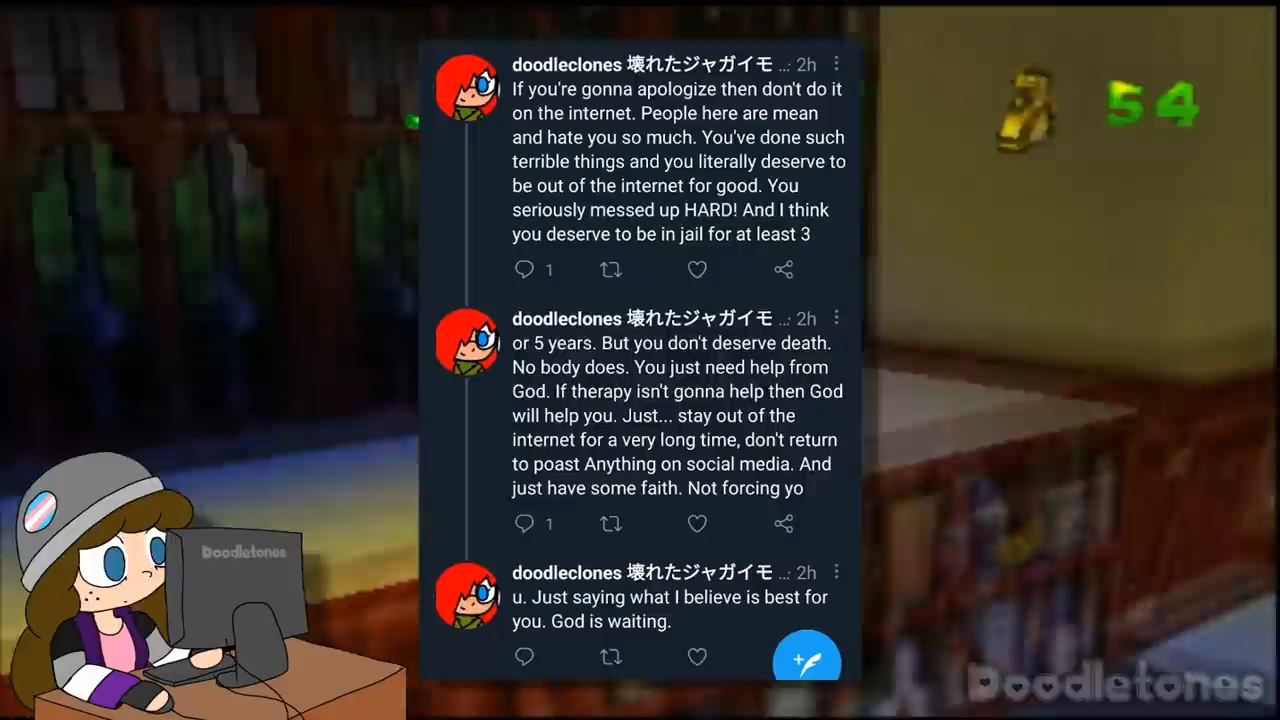 doodleclones 壊れたジャガイモ ... 2h
If you're gonna apologize then don't do it
on the internet. People here are mean
and hate you so much. You've done such
terrible things and you literally deserve to
be out of the internet for good. You
seriously messed up HARD! And I think
you deserve to be in jail for at least 3
1
doodleclones 壊れたジャガイモ ... 2h
or 5 years. But you don't deserve death.
No body does. You just need help from
God. If therapy isn't gonna help then God
will help you. Just... stay out of the
internet for a very long time, don't return
to poast Anything on social media. And
just have some faith. Not forcing yo
1
doodleclones 壊れたジャガイモ ... 2h
u. Just saying what I believe is best for
you. God is waiting.
54
Doodletones
Doodletones